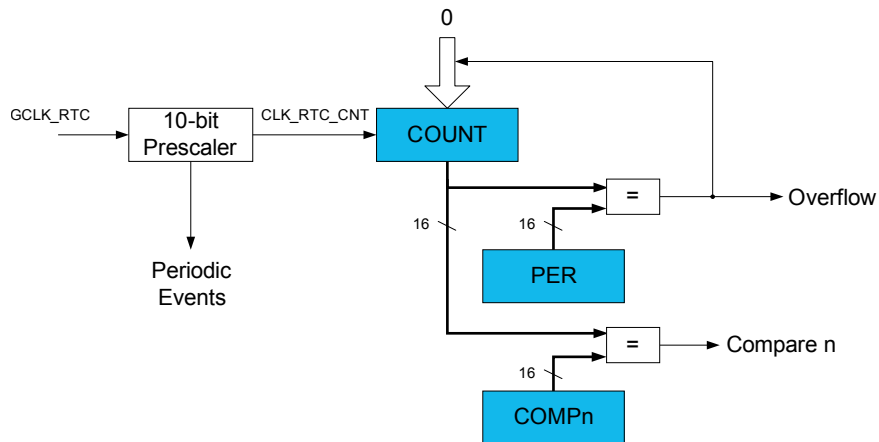 0
GCLK_RTC
10-bit
Prescaler
CLK_RTC_CNT
COUNT
=
Overflow
16
16
PER
Periodic
Events
=
Compare n
16
COMPn